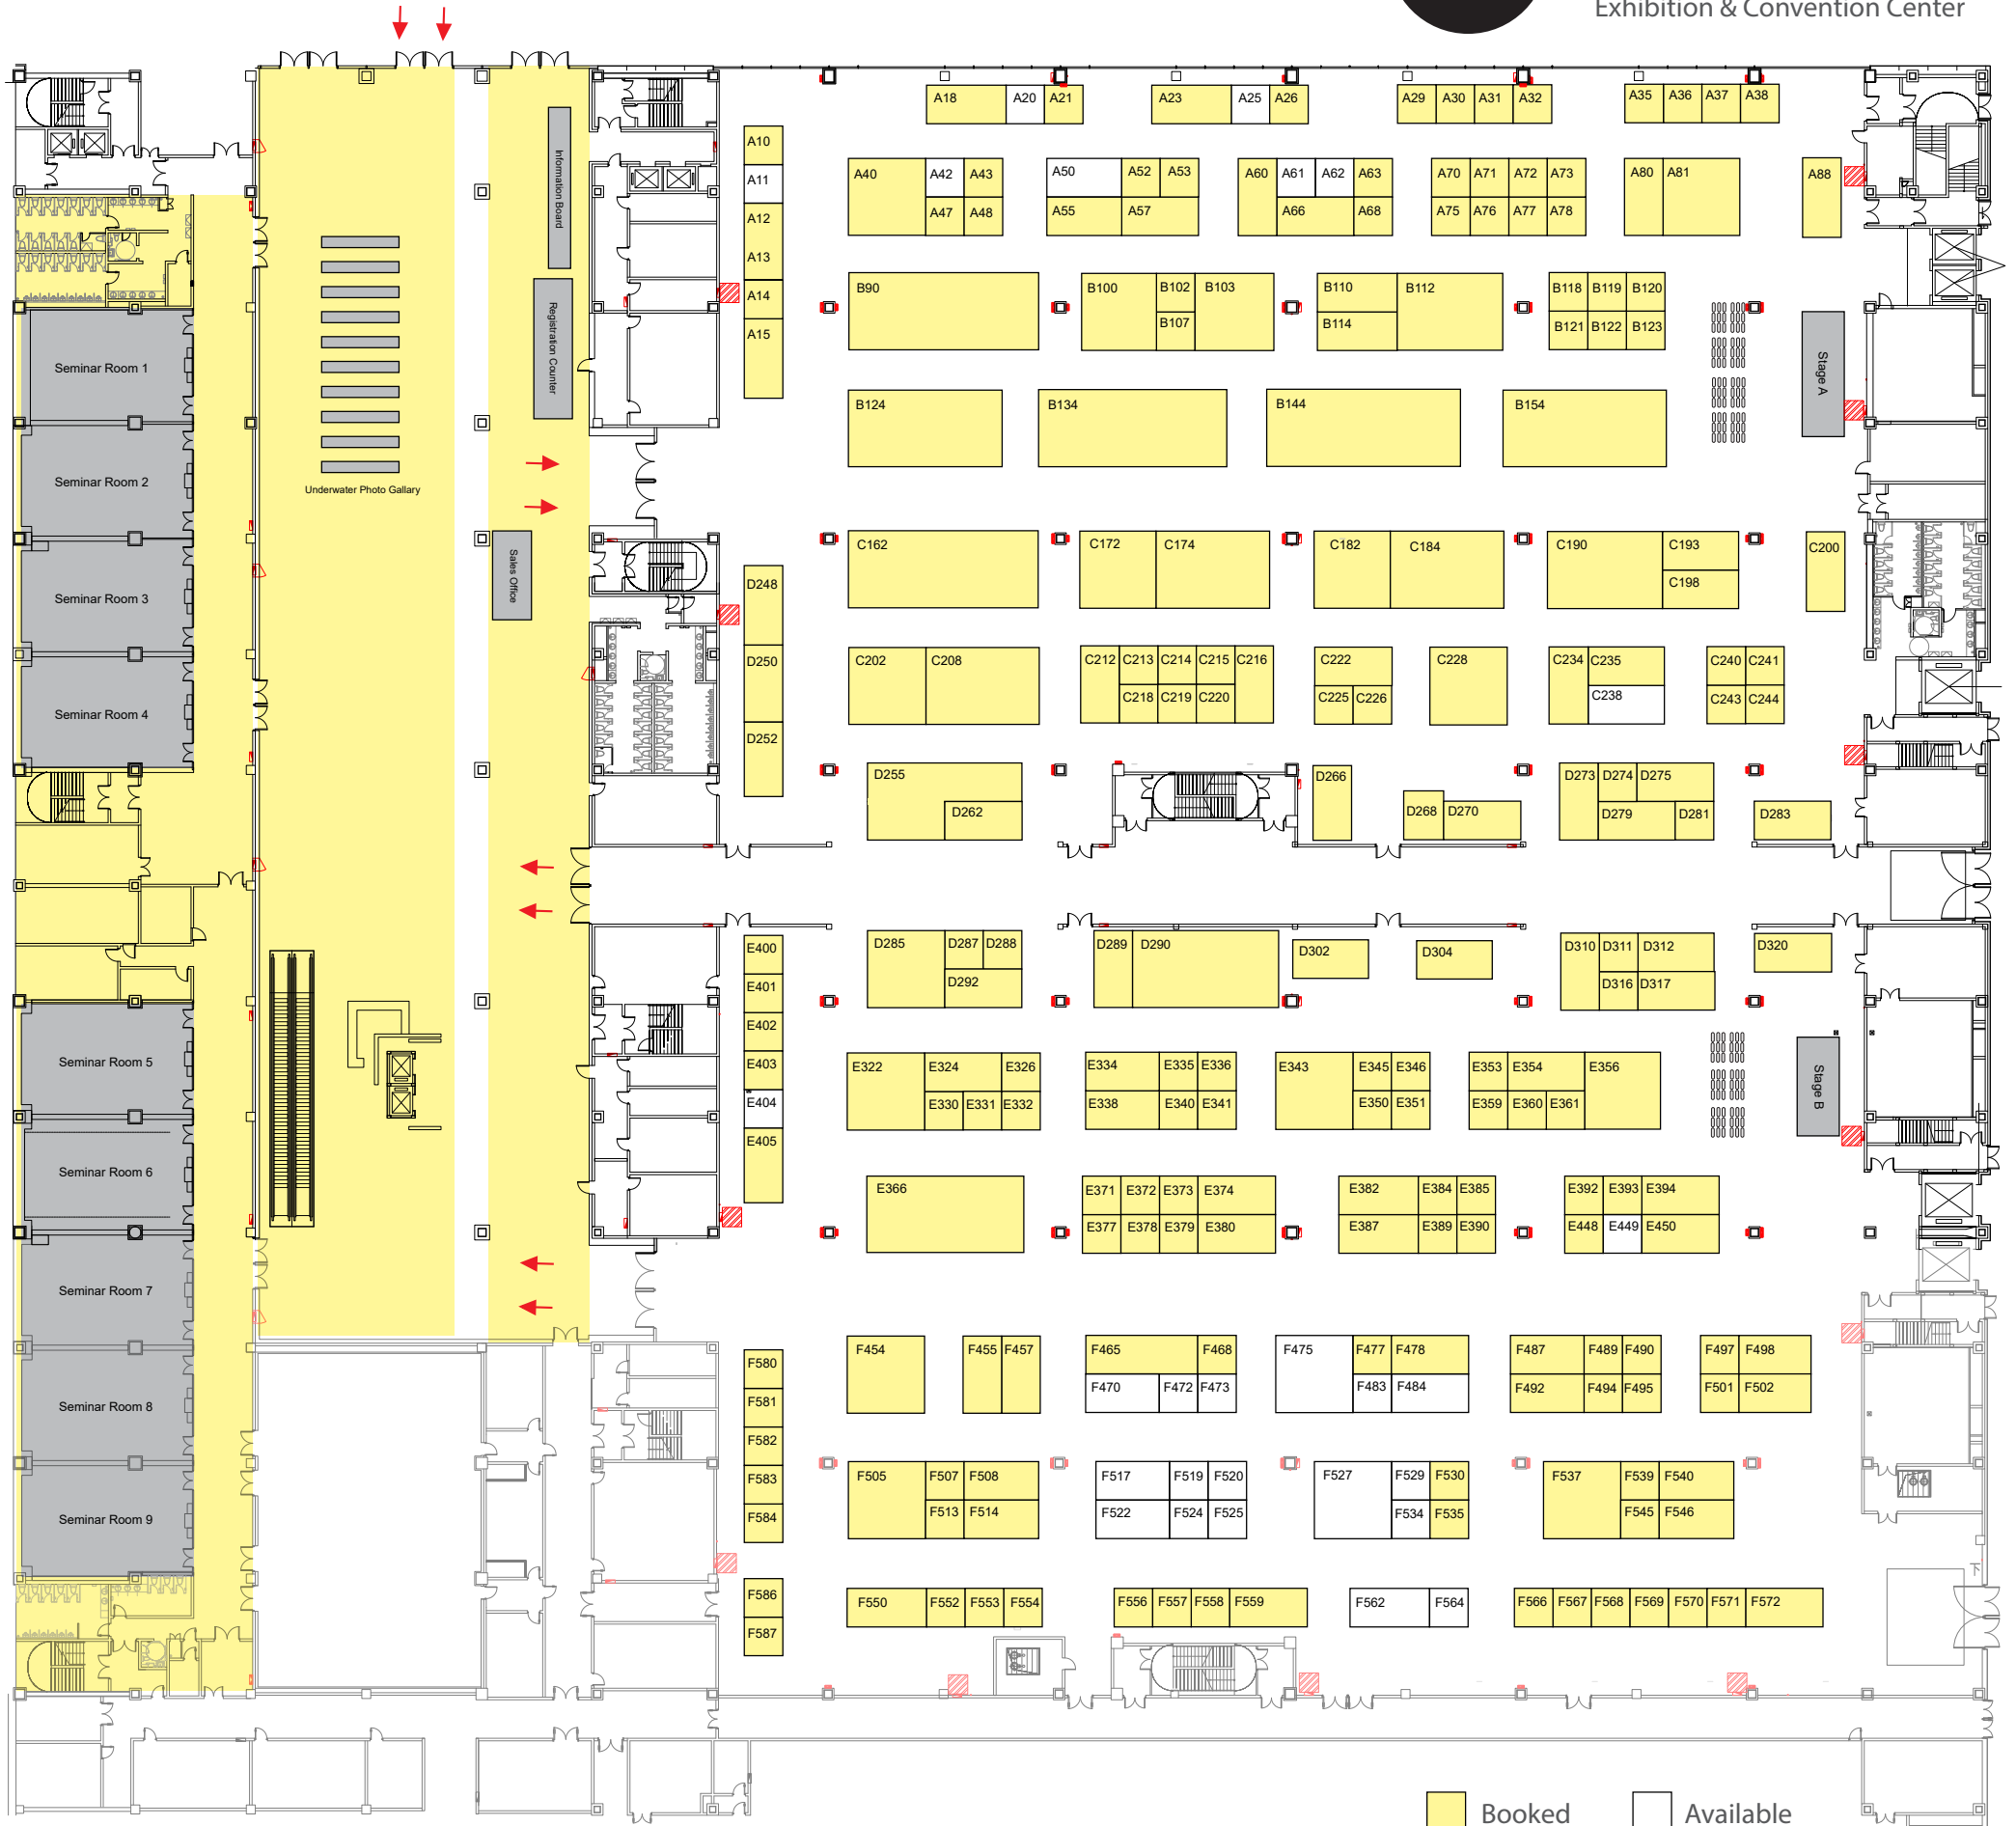 Exhibition & Convention Center
A18 A20 A21 A23 A25 A26 A29 A30 A31 A32 A35 A36 A37 A38
A10
A11
A12
A13
A14
A15
Information Board
Registration Counter
A40 A42 A43 A50 A52 A53 A60 A61 A62 A63 A70 A71 A72 A73 A80 A81 A88
A47 A48 A55 A57 A66 A68 A75 A76 A77 A78
B90 B100 B102 B103 B110 B112 B118 B119 B120
B107 B114 B121 B122 B123
Stage A
Seminar Room 1
B124 B134 B144 B154
Seminar Room 2
Underwater Photo Gallary
Sales Office
C162 C172 C174 C182 C184 C190 C193 C200
C198
D248
D250
D252
Seminar Room 3
C202 C208 C212 C213 C214 C215 C216 C222 C228 C234 C235 C240 C241
C218 C219 C220 C225 C226 C238 C243 C244
Seminar Room 4
D255 D266 D273 D274 D275
D262 D268 D270 D279 D281 D283
D285 D287 D288 D289 D290 D302 D304 D310 D311 D312 D320
D292 D316 D317
E400
E401
E402
E403
E404
E405
Seminar Room 5
E322 E324 E326 E334 E335 E336 E343 E345 E346 E353 E354 E356
E330 E331 E332 E338 E340 E341 E350 E351 E359 E360 E361
Stage B
Seminar Room 6
E366 E371 E372 E373 E374 E382 E384 E385 E392 E393 E394
E377 E378 E379 E380 E387 E389 E390 E448 E449 E450
Seminar Room 7
F454 F455 F457 F465 F468 F475 F477 F478 F487 F489 F490 F497 F498
F470 F472 F473 F483 F484 F492 F494 F495 F501 F502
F580
F581
F582
F583
F584
Seminar Room 8
F505 F507 F508 F517 F519 F520 F527 F529 F530 F537 F539 F540
F513 F514 F522 F524 F525 F534 F535 F545 F546
Seminar Room 9
F586
F587
F550 F552 F553 F554 F556 F557 F558 F559 F562 F564 F566 F567 F568 F569 F570 F571 F572
Booked Available